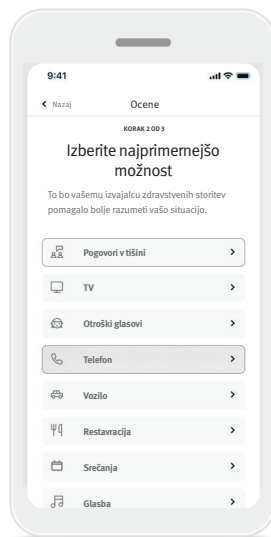 9:41
Nazaj
Ocene
KORAK 2 OD 3
Izberite najprimernejšo
možnost
To bo vašemu izvajalcu zdravstvenih storitev
pomagalo bolje razumeti vašo situacijo.
Pogovori v tišini
TV
Otroški glasovi
Telefon
Vozilo
Restavracija
Srečanja
Glasba